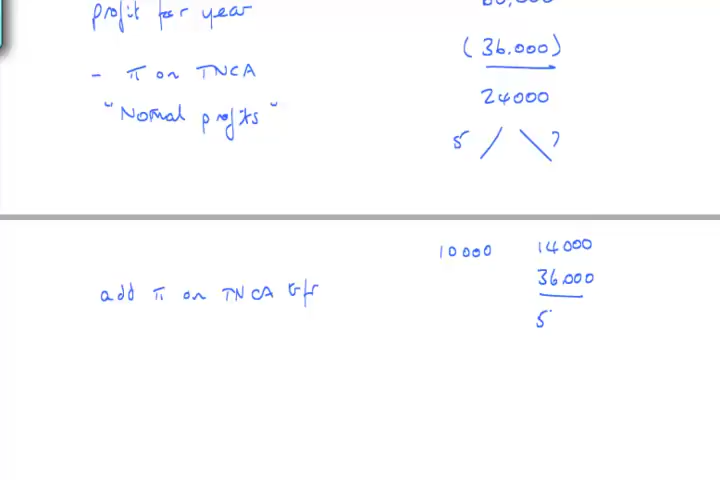 profit for year
(36.000)
- π on TNCA
24000
"Normal profits"
5 7
10000 14000
36.000
add π on TNCA tfr
5